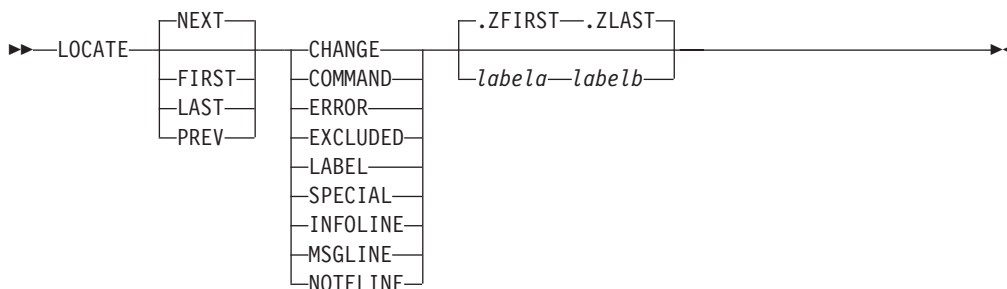 NEXT .ZFIRST .ZLAST
LOCATE CHANGE
FIRST COMMAND labela labelb
LAST ERROR
PREV EXCLUDED
LABEL
SPECIAL
INFOLINE
MSGLINE
NOTELINE